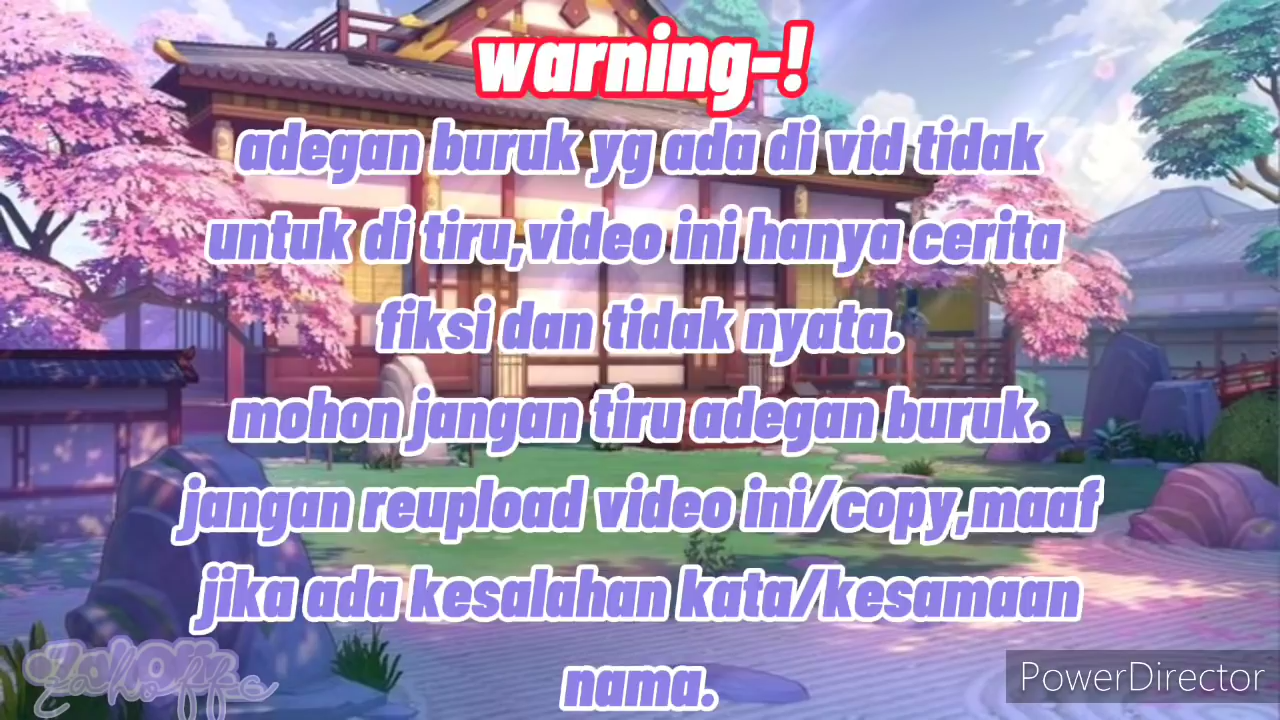 warning-!
adegan buruk yg ada di vid tidak
untuk di tiru,video ini hanya cerita
fiksi dan tidak nyata.
mohon jangan tiru adegan buruk.
jangan reupload video ini/copy,maaf
jika ada kesalahan kata/kesamaan
nama.
PowerDirector